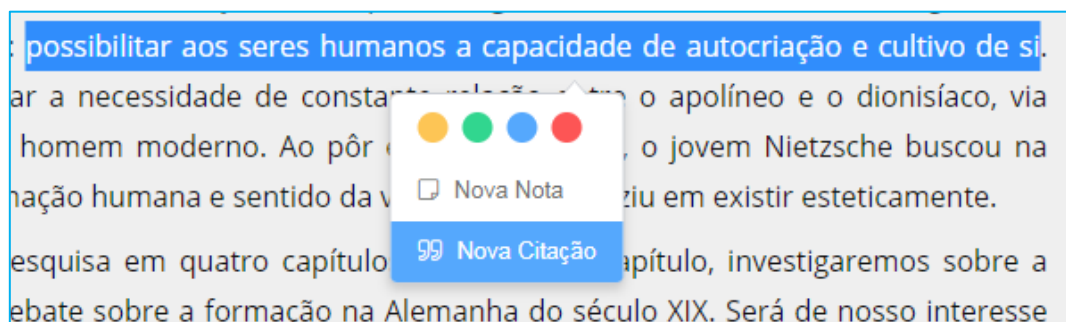 : possibilitar aos seres humanos a capacidade de autocriação e cultivo de si.
ar a necessidade de constante relação entre o apolíneo e o dionisíaco, via
homem moderno. Ao pôr , o jovem Nietzsche buscou na
nação humana e sentido da v ziu em existir esteticamente.
Nova Nota
Nova Citação
esquisa em quatro capítulo apítulo, investigaremos sobre a
ebate sobre a formação na Alemanha do século XIX. Será de nosso interesse